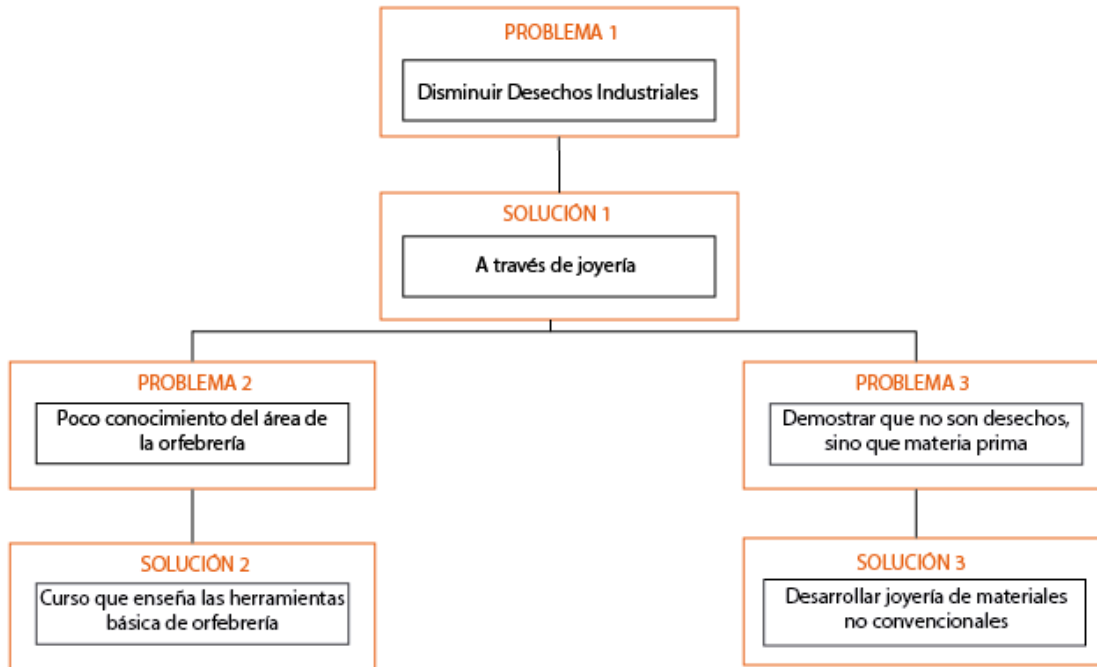 PROBLEMA 1
Disminuir Desechos Industriales
SOLUCIÓN 1
A través de joyería
PROBLEMA 2
Poco conocimiento del área de
la orfebrería
SOLUCIÓN 2
Curso que enseña las herramientas
básica de orfebrería
PROBLEMA 3
Demostrar que no son desechos,
sino que materia prima
SOLUCIÓN 3
Desarrollar joyería de materiales
no convencionales